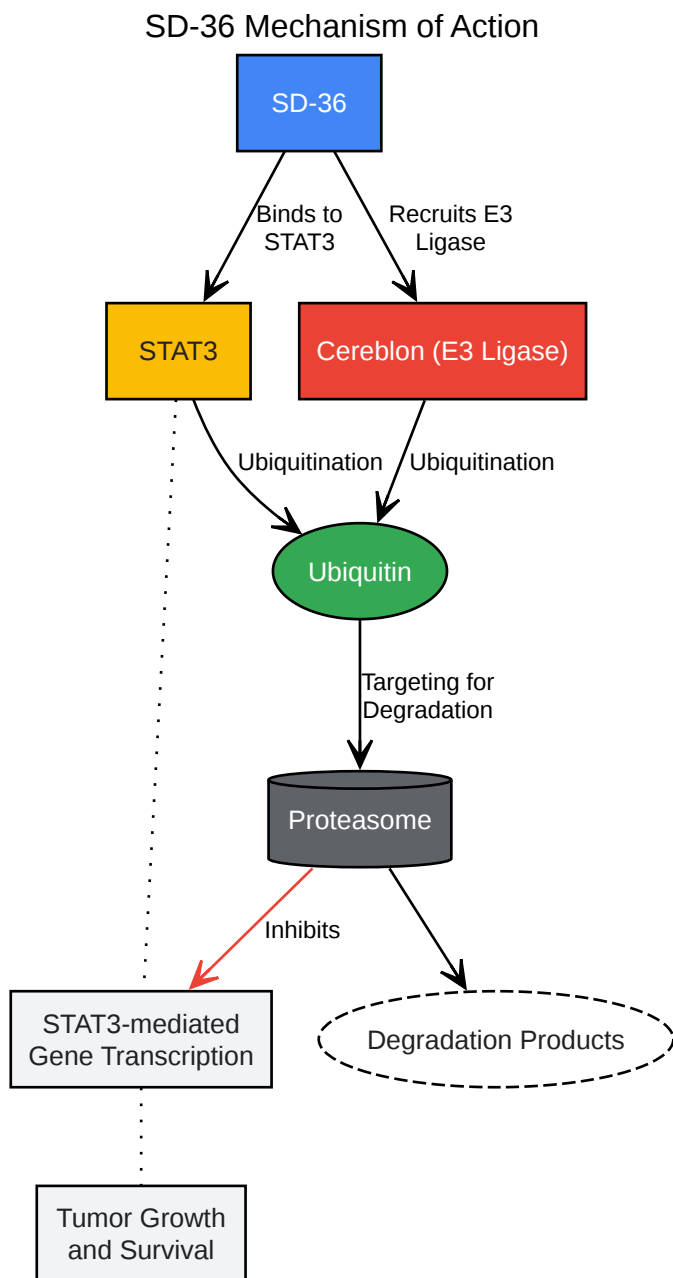 SD-36 Mechanism of Action
SD-36
Binds to
STAT3
Recruits E3
Ligase
STAT3
Cereblon (E3 Ligase)
Ubiquitination
Ubiquitination
Ubiquitin
Targeting for
Degradation
Proteasome
Inhibits
STAT3-mediated
Gene Transcription
Degradation Products
Tumor Growth
and Survival